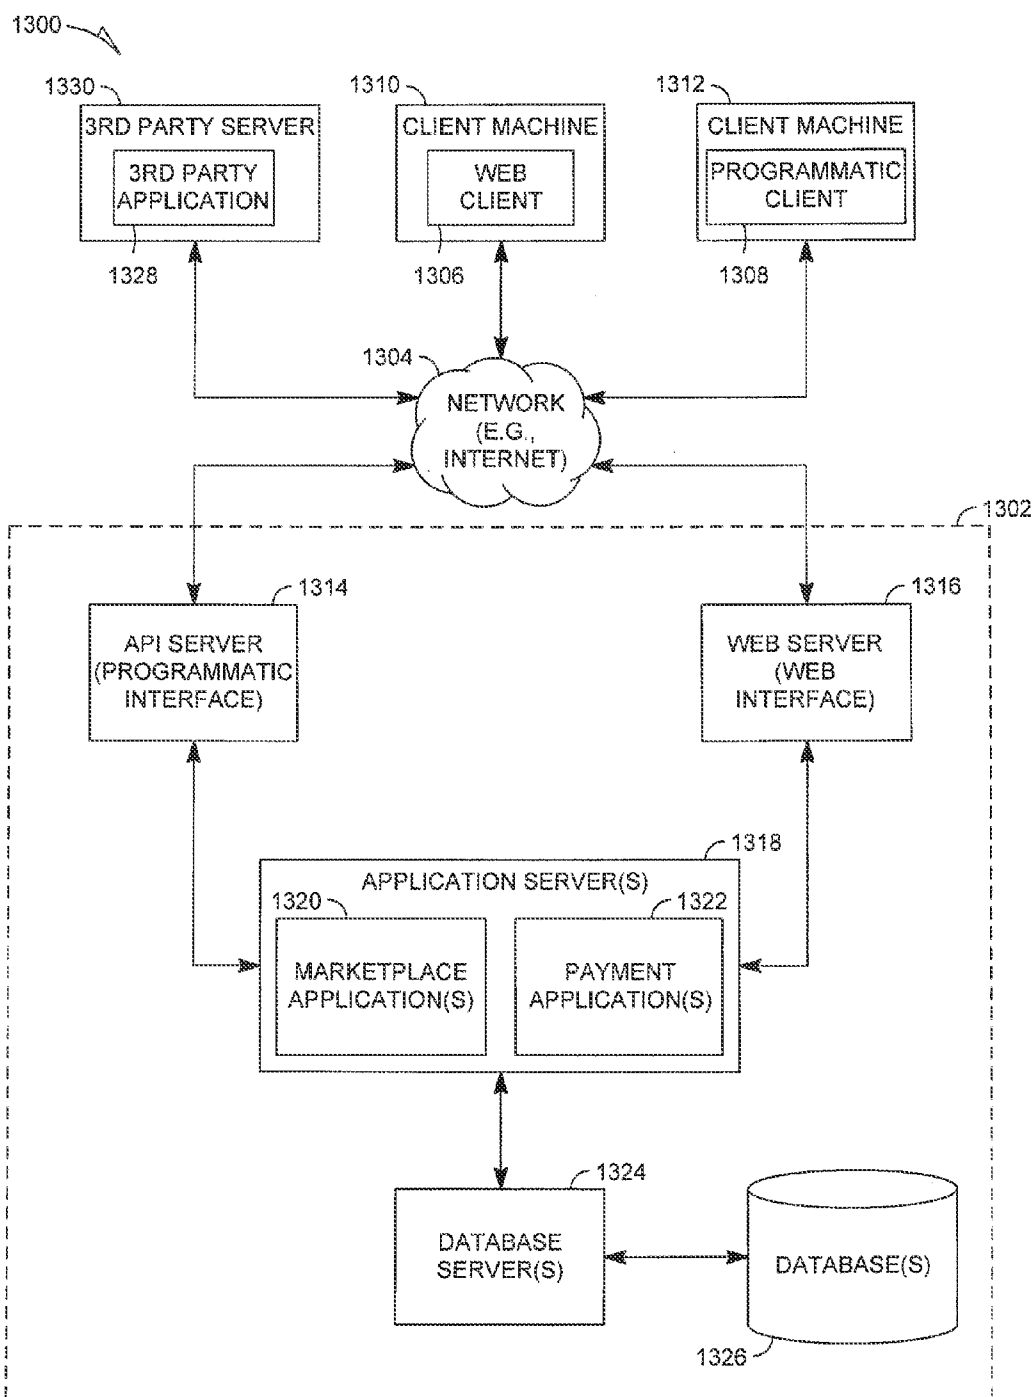 1300
1330
1310
1312
3RD PARTY SERVER
3RD PARTY
APPLICATION
1328
CLIENT MACHINE
WEB
CLIENT
1306
CLIENT MACHINE
PROGRAMMATIC
CLIENT
1308
1304
NETWORK
(E.G.,
INTERNET)
1302
1314
API SERVER
(PROGRAMMATIC
INTERFACE)
1316
WEB SERVER
(WEB
INTERFACE)
1318
APPLICATION SERVER(S)
1320
MARKETPLACE
APPLICATION(S)
1322
PAYMENT
APPLICATION(S)
1324
DATABASE
SERVER(S)
DATABASE(S)
1326